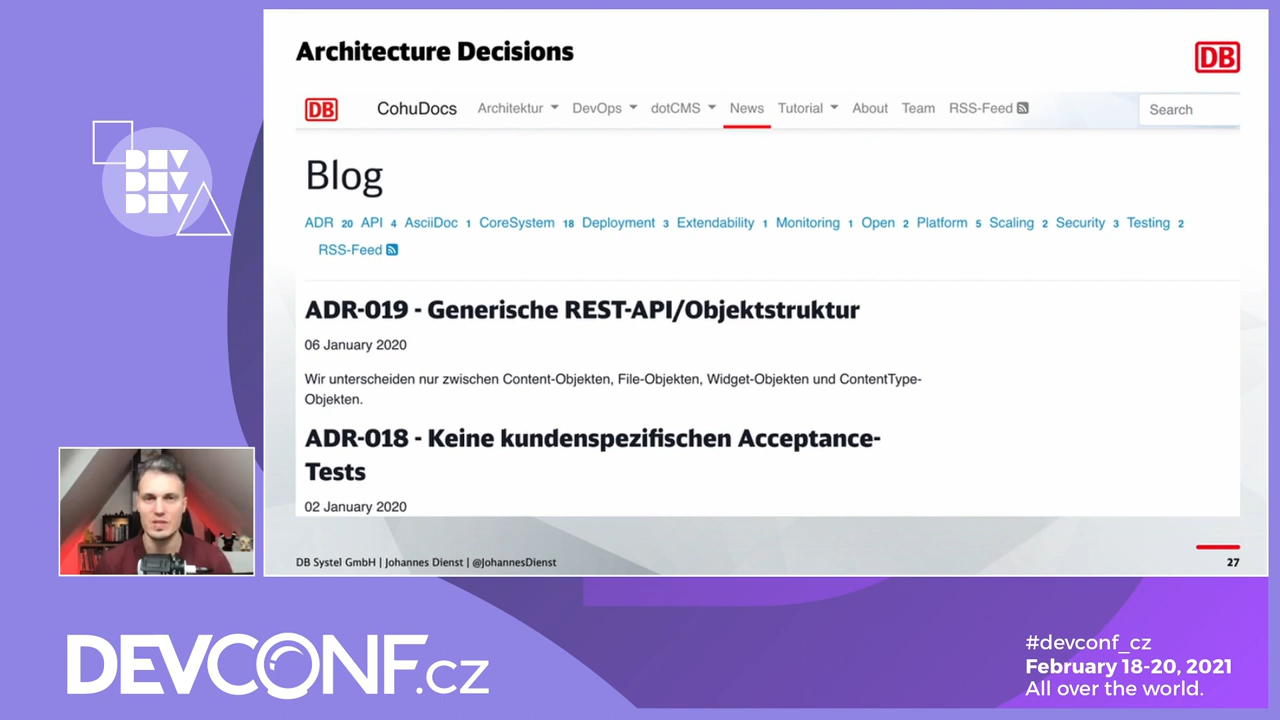 Architecture Decisions
DB
DB CohuDocs Architektur DevOps dotCMS News Tutorial About Team RSS-Feed Search
Blog
ADR 20 API 4 AsciiDoc 1 CoreSystem 18 Deployment 3 Extendability 1 Monitoring 1 Open 2 Platform 5 Scaling 2 Security 3 Testing 2
RSS-Feed
ADR-019 - Generische REST-API/Objektstruktur
06 January 2020
Wir unterscheiden nur zwischen Content-Objekten, File-Objekten, Widget-Objekten und ContentType-
Objekten.
ADR-018 - Keine kundenspezifischen Acceptance-
Tests
02 January 2020
DB Systel GmbH | Johannes Dienst | @JohannesDienst
27
DEV
DEV
DEV
DEVCONF.cz
#devconf_cz
February 18-20, 2021
All over the world.